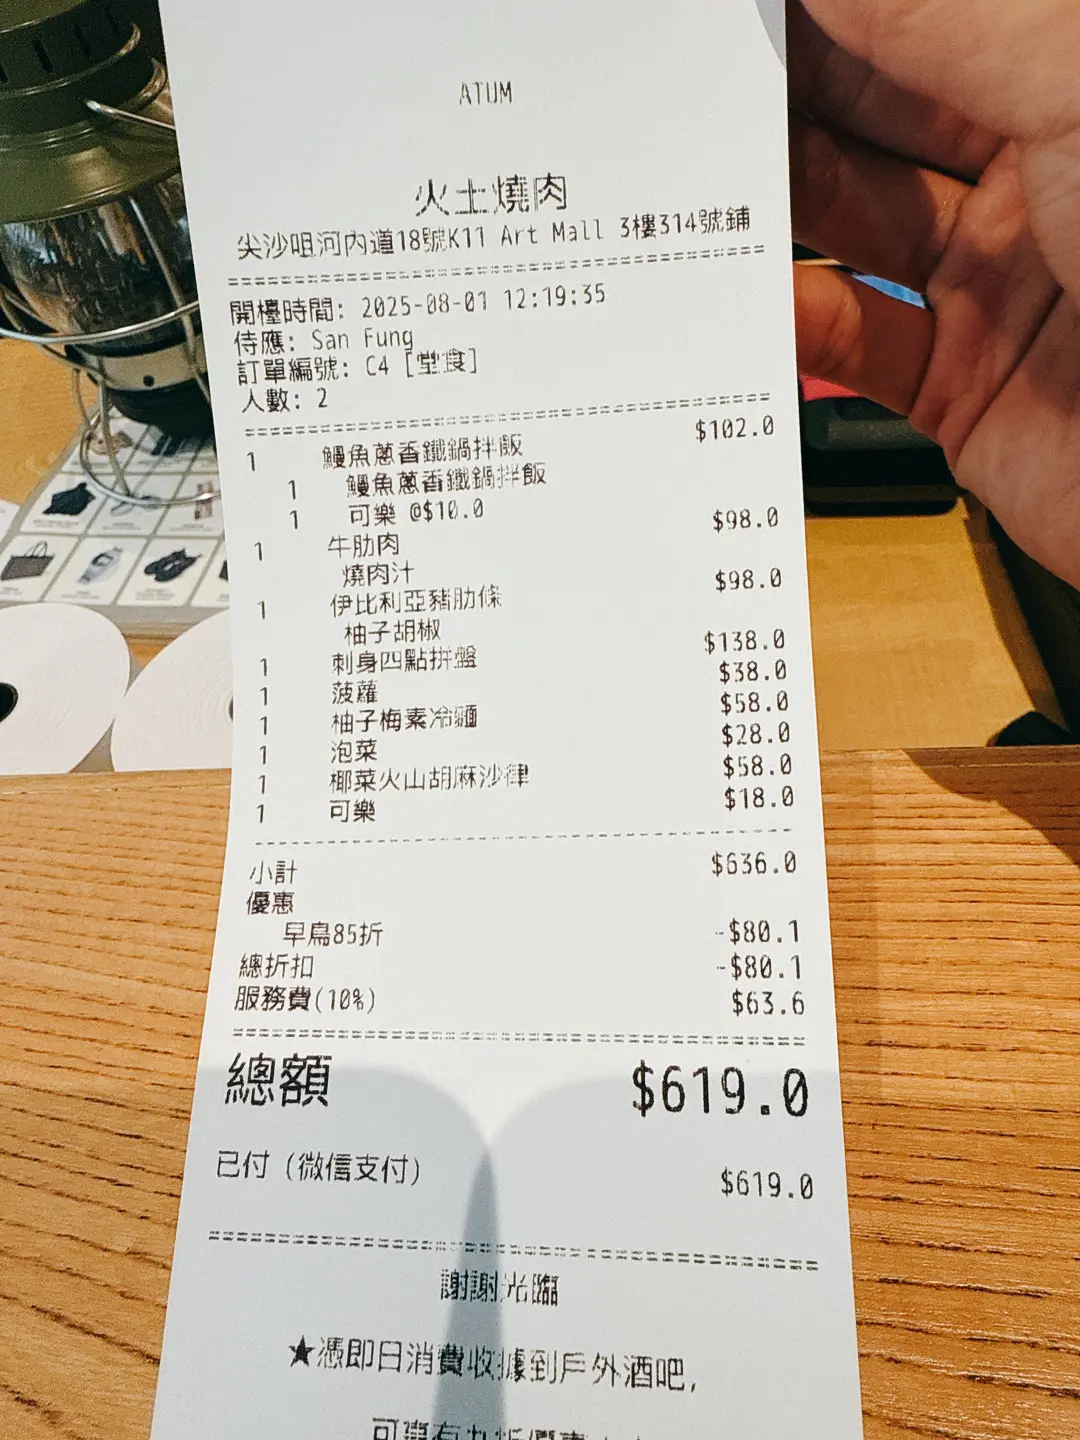 ATUM
火土燒肉
尖沙咀河內道18號K11 Art Mall 3樓314號鋪
開檯時間: 2025-08-01 12:19:35
侍應: San Fung
訂單編號: C4 [堂食]
人數: 2
1 鰻魚蔥香鐵鍋拌飯 $102.0
1 鰻魚蔥香鐵鍋拌飯
1 可樂 @$10.0
1 牛肋肉 $98.0
燒肉汁
1 伊比利亞豬肋條 $98.0
柚子胡椒
1 刺身四點拼盤 $138.0
1 菠蘿 $38.0
1 柚子梅素冷麵 $58.0
1 泡菜 $28.0
1 椰菜火山胡麻沙律 $58.0
1 可樂 $18.0
小計 $636.0
優惠
早鳥85折 -$80.1
總折扣 -$80.1
服務費(10%) $63.6
總額 $619.0
已付 (微信支付) $619.0
謝謝光臨
★憑即日消費收據到戶外酒吧,
可享有九折優惠